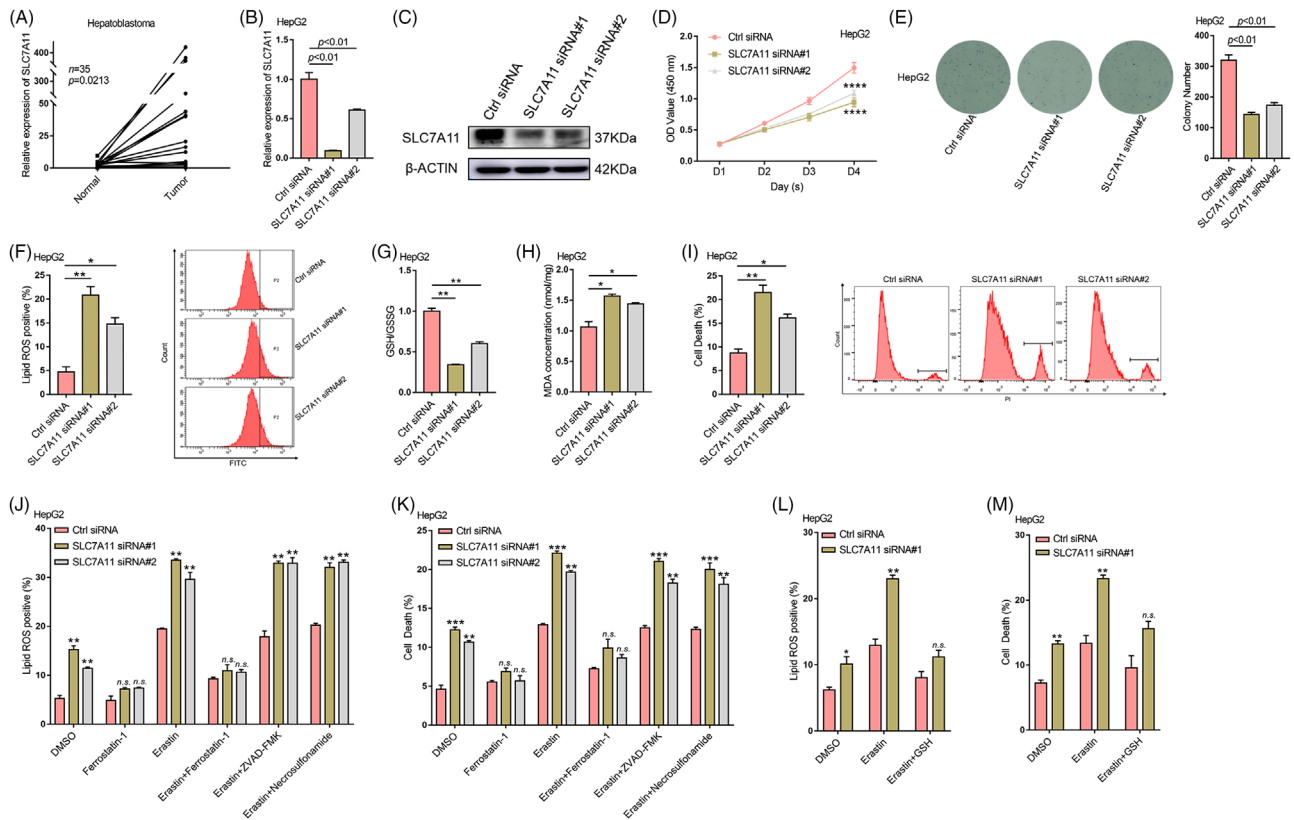 (A)
Hepatoblastoma
Relative expression of SLC7A11
400
300
200
100
50
25
0
n=35
p=0.0213
Normal
Tumor
(B)
HepG2
Relative expression of SLC7A11
1.5
1.0
0.5
0.0
p<0.01
p<0.01
Ctrl siRNA
SLC7A11 siRNA#1
SLC7A11 siRNA#2
(C)
Ctrl siRNA
SLC7A11 siRNA#1
SLC7A11 siRNA#2
SLC7A11
37KDa
β-ACTIN
42KDa
(D)
HepG2
Ctrl siRNA
SLC7A11 siRNA#1
SLC7A11 siRNA#2
OD Value (450 nm)
2.0
1.5
1.0
0.5
0.0
****
****
D1 D2 D3 D4
Day (s)
(E)
HepG2
Ctrl siRNA
SLC7A11 siRNA#1
SLC7A11 siRNA#2
HepG2
Colony Number
400
300
200
100
0
p<0.01
p<0.01
Ctrl siRNA
SLC7A11 siRNA#1
SLC7A11 siRNA#2
(F)
HepG2
Lipid ROS positive (%)
25
20
15
10
5
0
*
**
Ctrl siRNA
SLC7A11 siRNA#1
SLC7A11 siRNA#2
Count
P2
P2
P2
Ctrl siRNA
SLC7A11 siRNA#1
SLC7A11 siRNA#2
FITC
(G)
HepG2
GSH/GSSG
1.5
1.0
0.5
0.0
**
**
Ctrl siRNA
SLC7A11 siRNA#1
SLC7A11 siRNA#2
(H)
HepG2
MDA concentration (nmol/mg)
2.0
1.5
1.0
0.5
0.0
*
*
Ctrl siRNA
SLC7A11 siRNA#1
SLC7A11 siRNA#2
(I)
HepG2
Cell Death (%)
25
20
15
10
5
0
*
**
Ctrl siRNA
SLC7A11 siRNA#1
SLC7A11 siRNA#2
Ctrl siRNA
SLC7A11 siRNA#1
SLC7A11 siRNA#2
Count
PI
(J)
HepG2
Ctrl siRNA
SLC7A11 siRNA#1
SLC7A11 siRNA#2
Lipid ROS positive (%)
40
30
20
10
0
** ** n.s. n.s. ** ** n.s. n.s. ** ** ** **
DMSO
Ferrostatin-1
Erastin
Erastin+Ferrostatin-1
Erastin+ZVAD-FMK
Erastin+Necrosulfonamide
(K)
HepG2
Ctrl siRNA
SLC7A11 siRNA#1
SLC7A11 siRNA#2
Cell Death (%)
25
20
15
10
5
0
*** ** n.s. n.s. *** ** n.s. n.s. *** ** *** **
DMSO
Ferrostatin-1
Erastin
Erastin+Ferrostatin-1
Erastin+ZVAD-FMK
Erastin+Necrosulfonamide
(L)
HepG2
Ctrl siRNA
SLC7A11 siRNA#1
Lipid ROS positive (%)
30
20
10
0
* ** n.s.
DMSO
Erastin
Erastin+GSH
(M)
HepG2
Ctrl siRNA
SLC7A11 siRNA#1
Cell Death (%)
30
20
10
0
** ** n.s.
DMSO
Erastin
Erastin+GSH